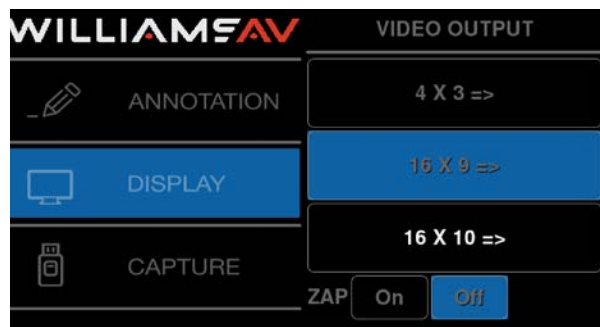 WILLIAMSAV
VIDEO OUTPUT
ANNOTATION
4 X 3 =>
DISPLAY
16 X 9 =>
CAPTURE
16 X 10 =>
ZAP On Off